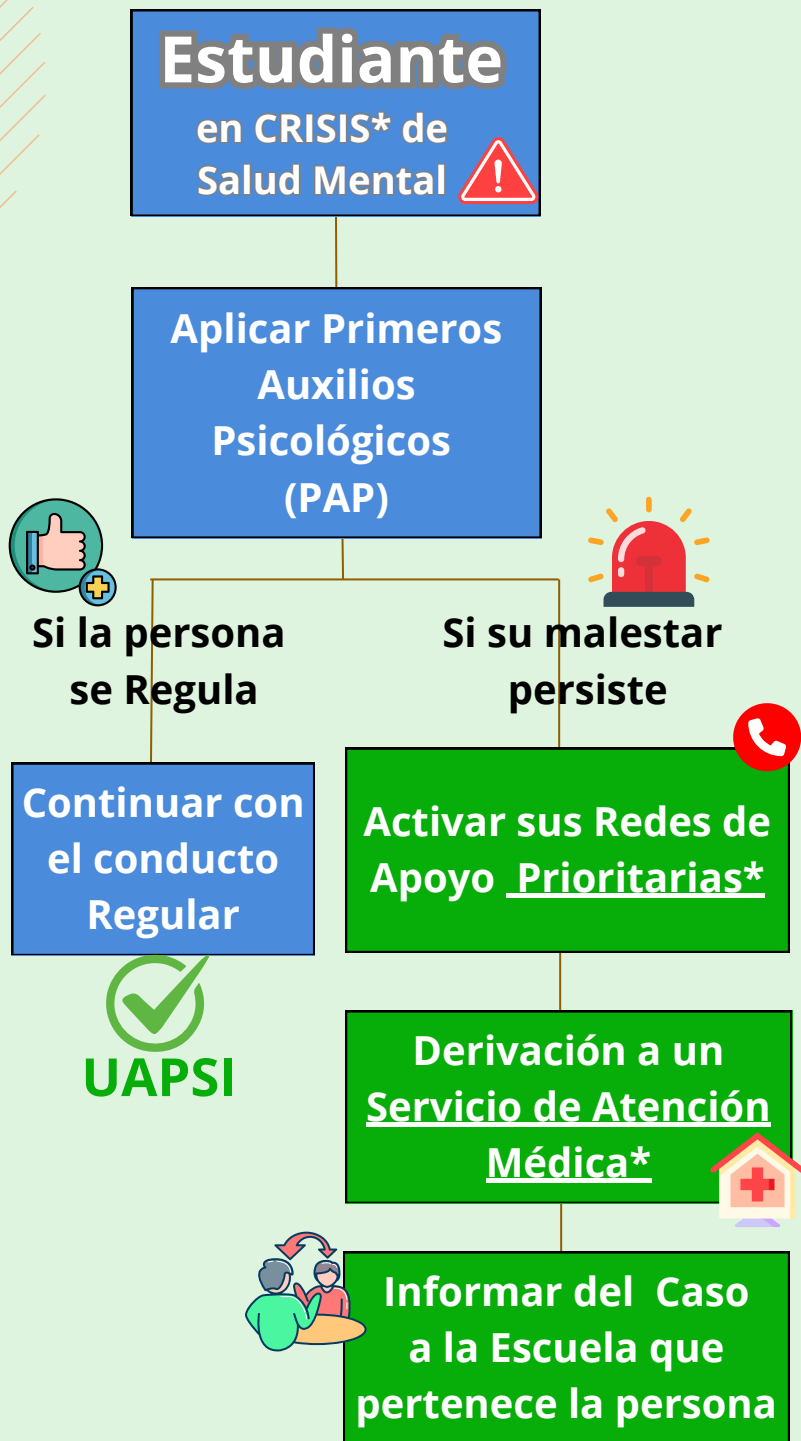 Estudiante
en CRISIS* de
Salud Mental
Aplicar Primeros
Auxilios
Psicológicos
(PAP)
Si la persona
se Regula
Si su malestar
persiste
Continuar con
el conducto
Regular
UAPSI
Activar sus Redes de
Apoyo  Prioritarias*
Derivación a un
Servicio de Atención
Médica*
Informar del  Caso
a la Escuela que
pertenece la persona